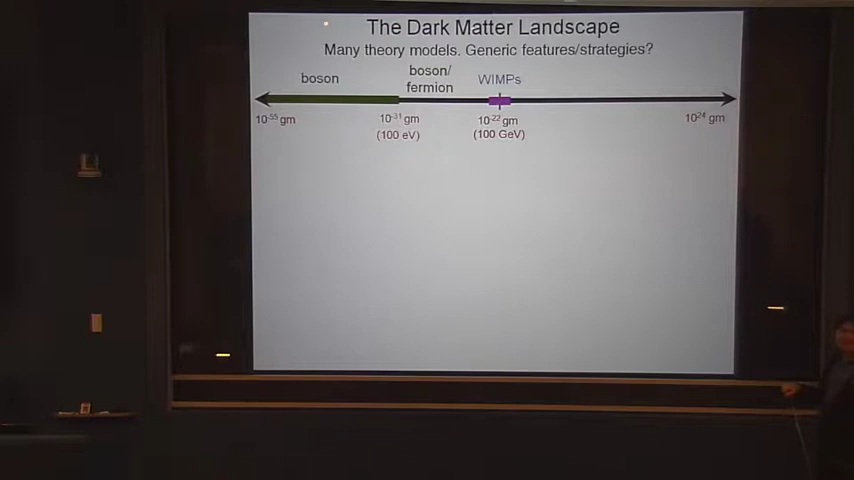 The Dark Matter Landscape
Many theory models. Generic features/strategies?
boson
boson/
fermion
WIMPs
10⁻⁵⁵ gm
10⁻³¹ gm
(100 eV)
10⁻²² gm
(100 GeV)
10²⁴ gm